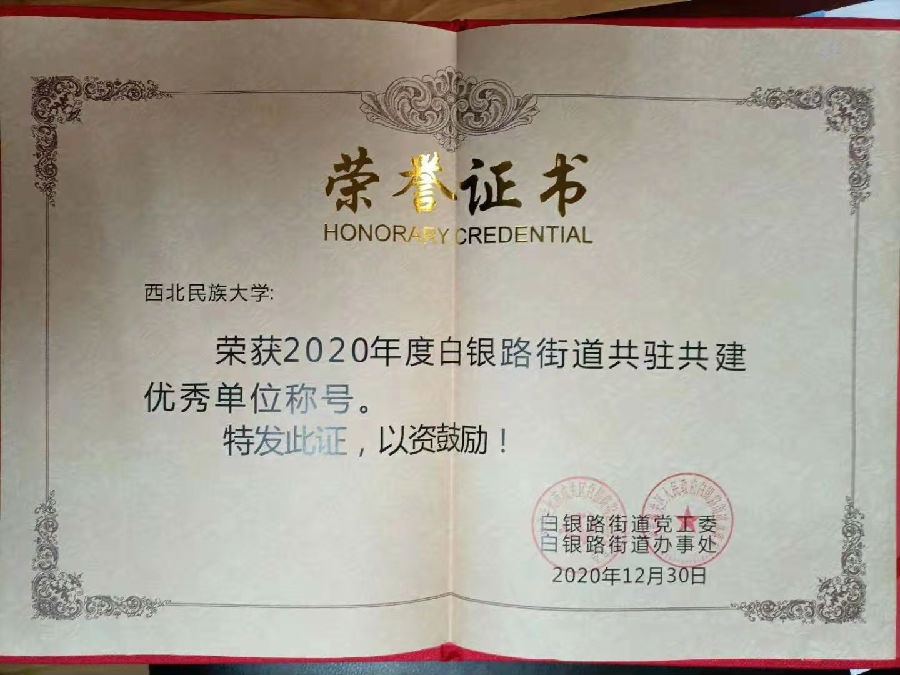 荣誉证书
HONORARY CREDENTIAL
西北民族大学:
荣获2020年度白银路街道共驻共建
优秀单位称号。
特发此证，以资鼓励！
白银路街道党工委
白银路街道办事处
2020年12月30日